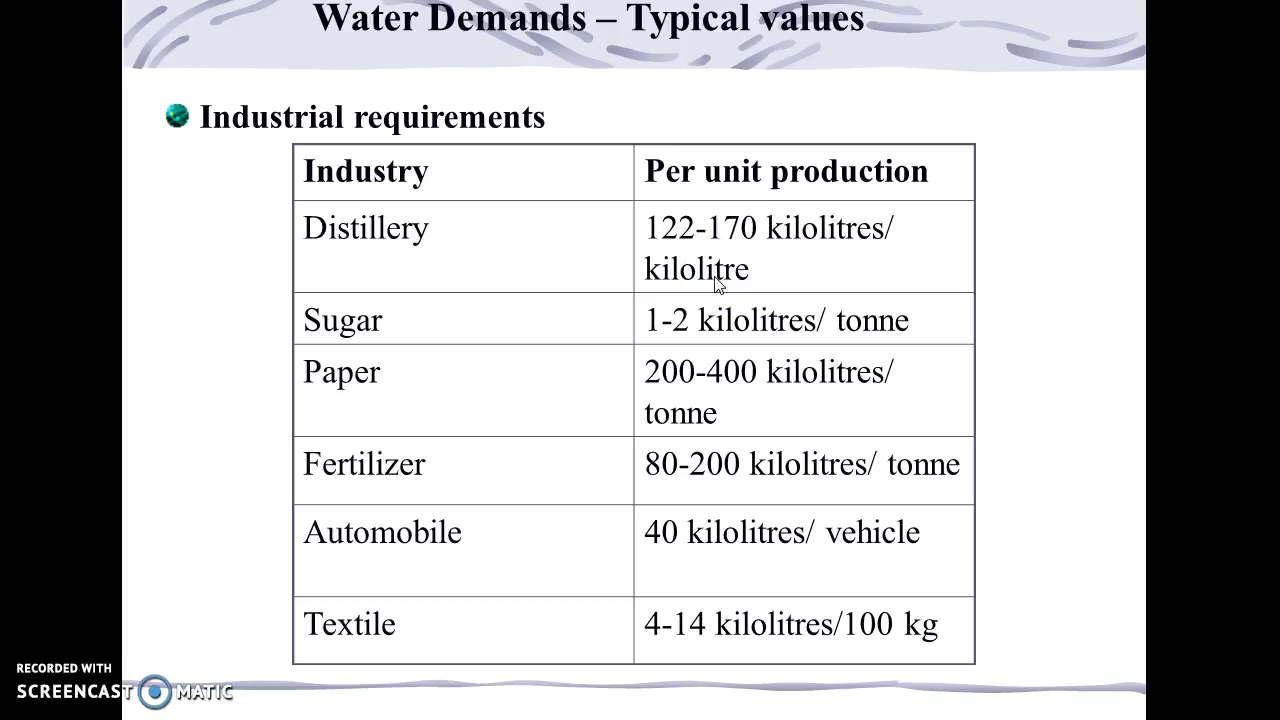 Water Demands – Typical values
Industrial requirements
Industry
Per unit production
Distillery
122-170 kilolitres/
kilolitre
Sugar
1-2 kilolitres/ tonne
Paper
200-400 kilolitres/
tonne
Fertilizer
80-200 kilolitres/ tonne
Automobile
40 kilolitres/ vehicle
Textile
4-14 kilolitres/100 kg
RECORDED WITH
SCREENCAST MATIC